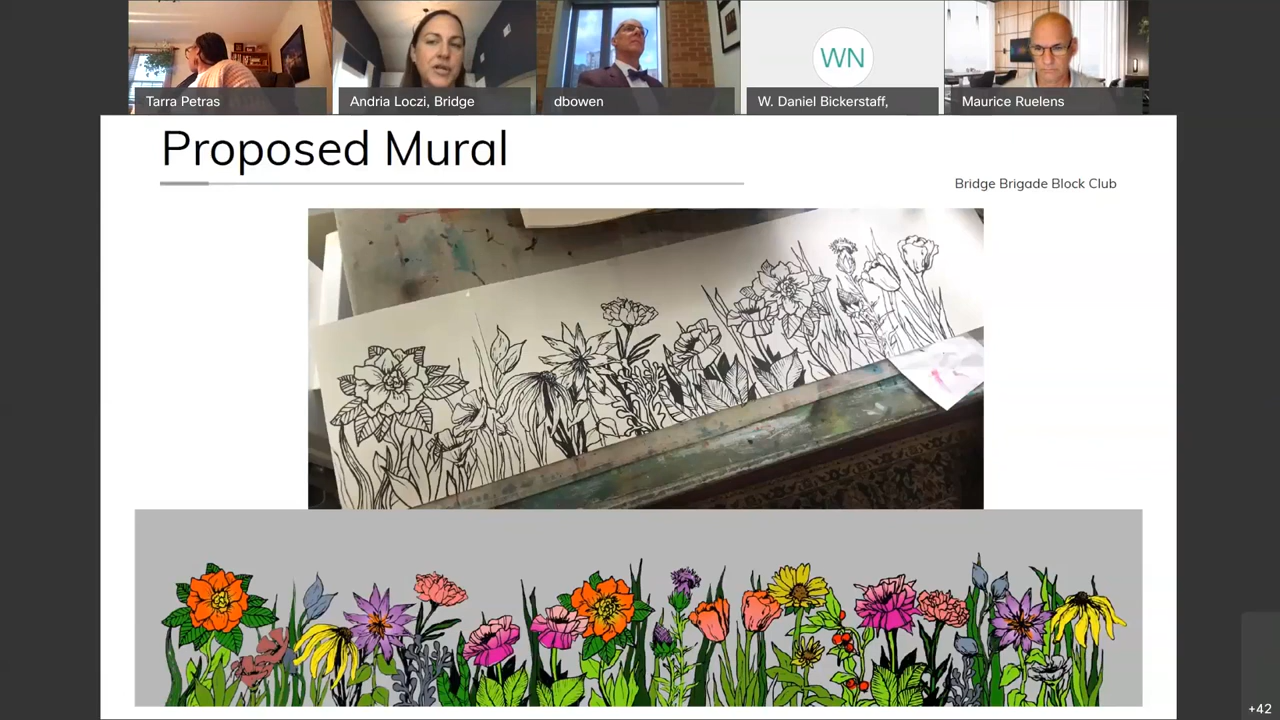 Tarra Petras
Andria Loczi, Bridge
dbowen
WN
W. Daniel Bickerstaff,
Maurice Ruelens
Proposed Mural
Bridge Brigade Block Club
+42